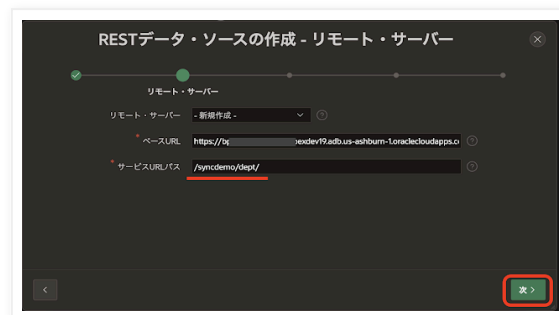 RESTデータ・ソースの作成 - リモート・サーバー
リモート・サーバー
リモート・サーバー - 新規作成 -
* ベースURL https://bp exdev19.adb.us-ashburn-1.oraclecloudapps.c
* サービスURLパス /syncdemo/dept/
次 >